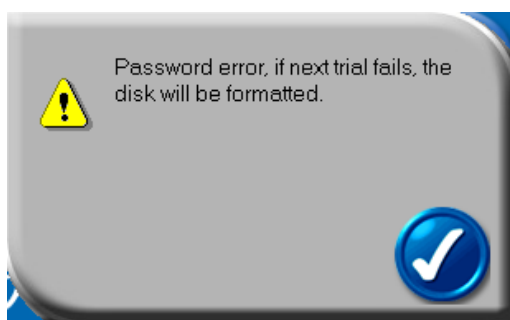 Password error, if next trial fails, the
disk will be formatted.